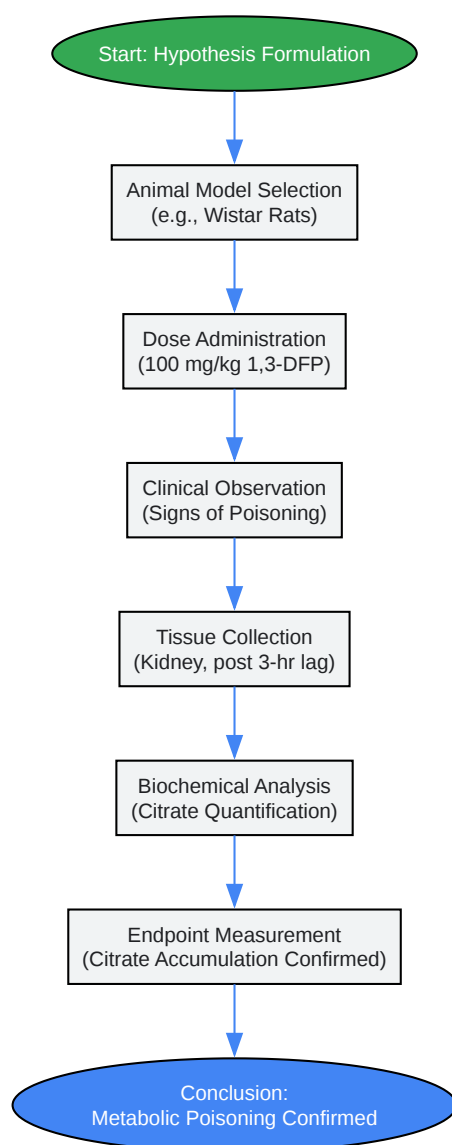 Start: Hypothesis Formulation
Animal Model Selection
(e.g., Wistar Rats)
Dose Administration
(100 mg/kg 1,3-DFP)
Clinical Observation
(Signs of Poisoning)
Tissue Collection
(Kidney, post 3-hr lag)
Biochemical Analysis
(Citrate Quantification)
Endpoint Measurement
(Citrate Accumulation Confirmed)
Conclusion:
Metabolic Poisoning Confirmed